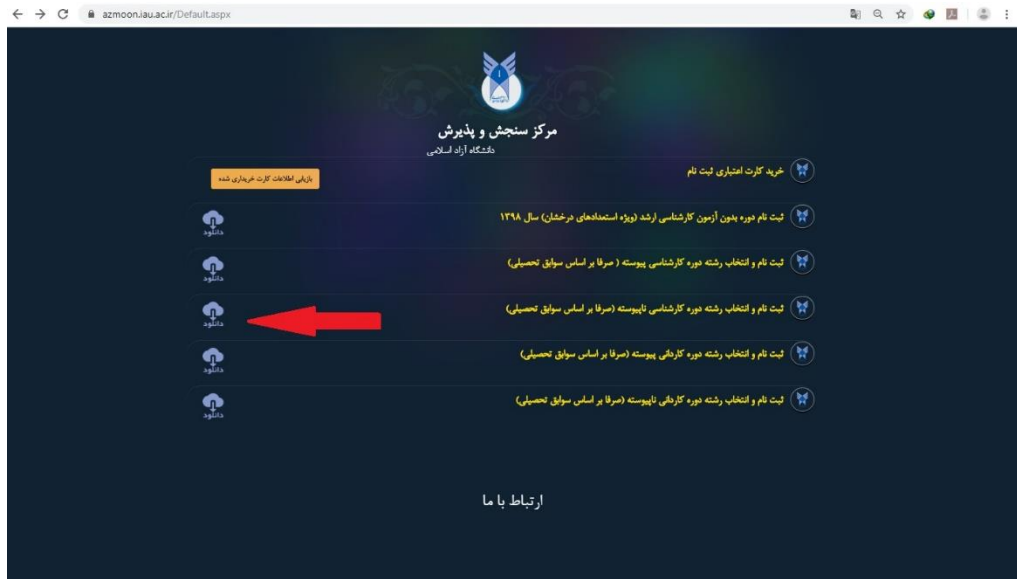 azmoon.iau.ac.ir/Default.aspx
مرکز سنجش و پذیرش
دانشگاه آزاد اسلامی
خرید کارت اعتباری ثبت نام
بازیابی اطلاعات کارت خریداری شده
ثبت نام دوره بدون آزمون کارشناسی ارشد (ویژه استعدادهای درخشان) سال ۱۳۹۸
دانلود
ثبت نام و انتخاب رشته دوره کارشناسی پیوسته ( صرفا بر اساس سوابق تحصیلی)
دانلود
ثبت نام و انتخاب رشته دوره کارشناسی ناپیوسته (صرفا بر اساس سوابق تحصیلی)
دانلود
ثبت نام و انتخاب رشته دوره کاردانی پیوسته (صرفا بر اساس سوابق تحصیلی)
دانلود
ثبت نام و انتخاب رشته دوره کاردانی ناپیوسته (صرفا بر اساس سوابق تحصیلی)
دانلود
ارتباط با ما